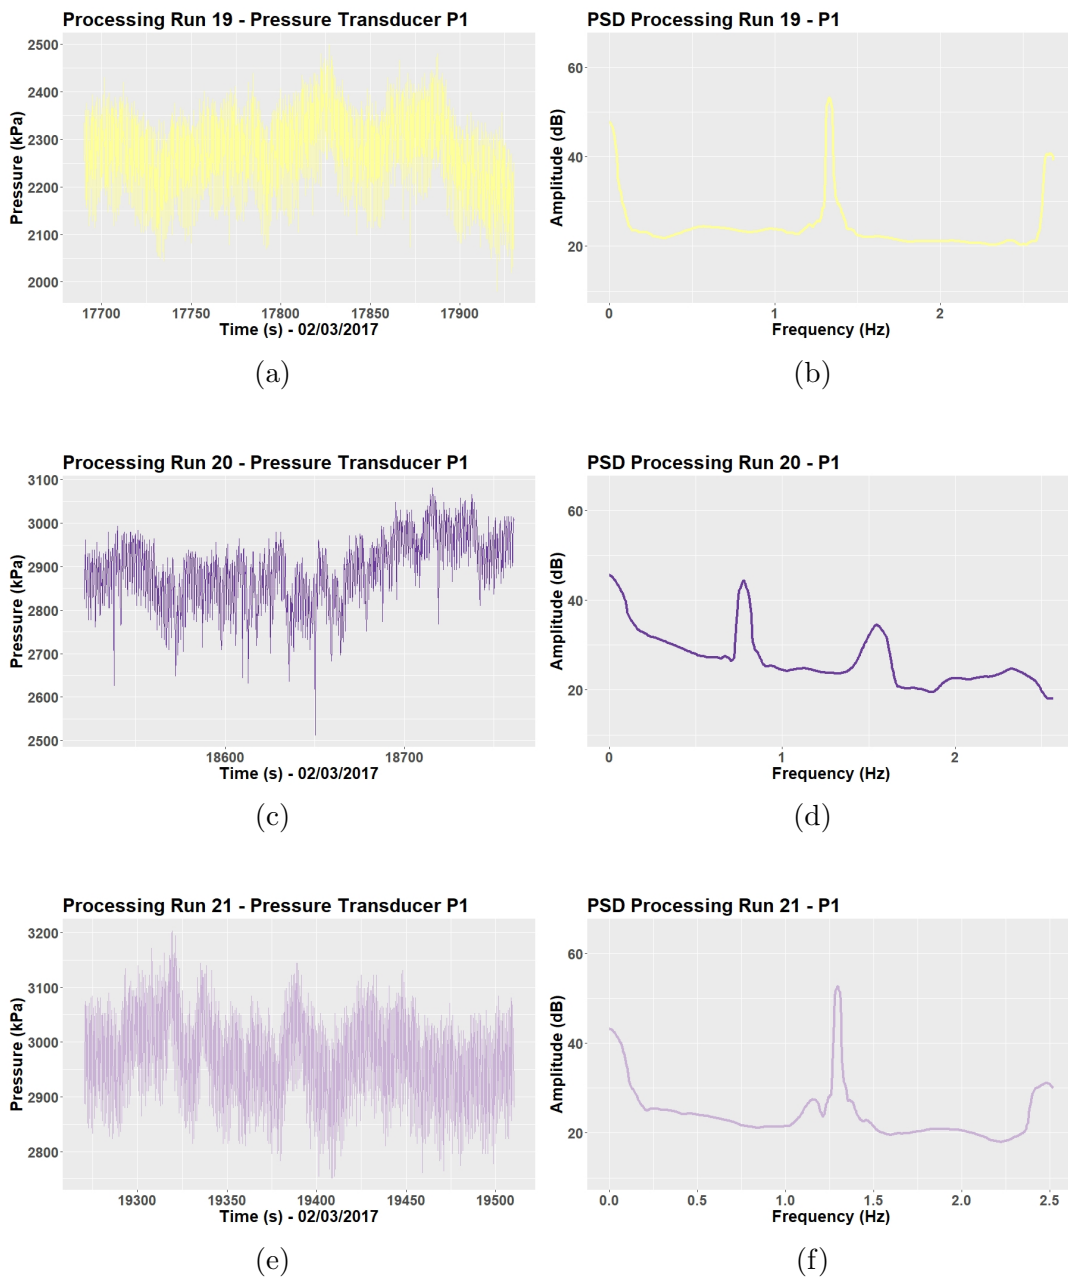 Processing Run 19 - Pressure Transducer P1
Pressure (kPa)
2500
2400
2300
2200
2100
2000
17700 17750 17800 17850 17900
Time (s) - 02/03/2017
(a)
PSD Processing Run 19 - P1
Amplitude (dB)
60
40
20
0 1 2
Frequency (Hz)
(b)
Processing Run 20 - Pressure Transducer P1
Pressure (kPa)
3100
3000
2900
2800
2700
2600
2500
18600 18700
Time (s) - 02/03/2017
(c)
PSD Processing Run 20 - P1
Amplitude (dB)
60
40
20
0 1 2
Frequency (Hz)
(d)
Processing Run 21 - Pressure Transducer P1
Pressure (kPa)
3200
3100
3000
2900
2800
19300 19350 19400 19450 19500
Time (s) - 02/03/2017
(e)
PSD Processing Run 21 - P1
Amplitude (dB)
60
40
20
0.0 0.5 1.0 1.5 2.0 2.5
Frequency (Hz)
(f)